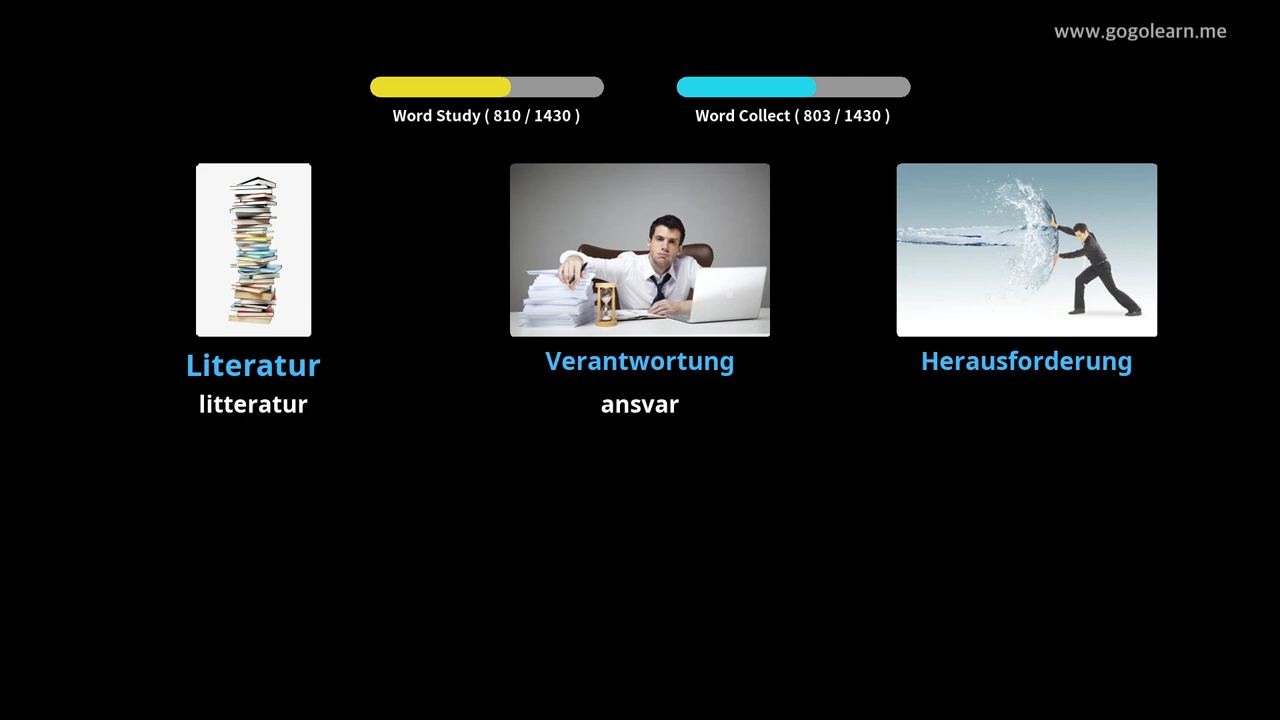 www.gogolearn.me
Word Study ( 810 / 1430 )
Word Collect ( 803 / 1430 )
Literatur
litteratur
Verantwortung
ansvar
Herausforderung